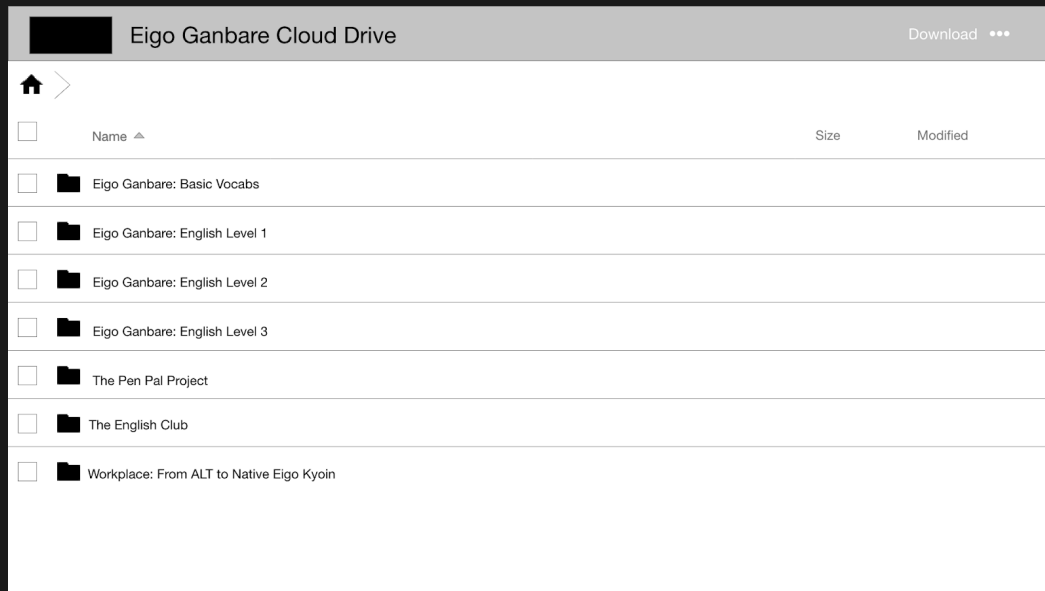 Eigo Ganbare Cloud Drive
Download •••
Name
Size
Modified
Eigo Ganbare: Basic Vocabs
Eigo Ganbare: English Level 1
Eigo Ganbare: English Level 2
Eigo Ganbare: English Level 3
The Pen Pal Project
The English Club
Workplace: From ALT to Native Eigo Kyoin